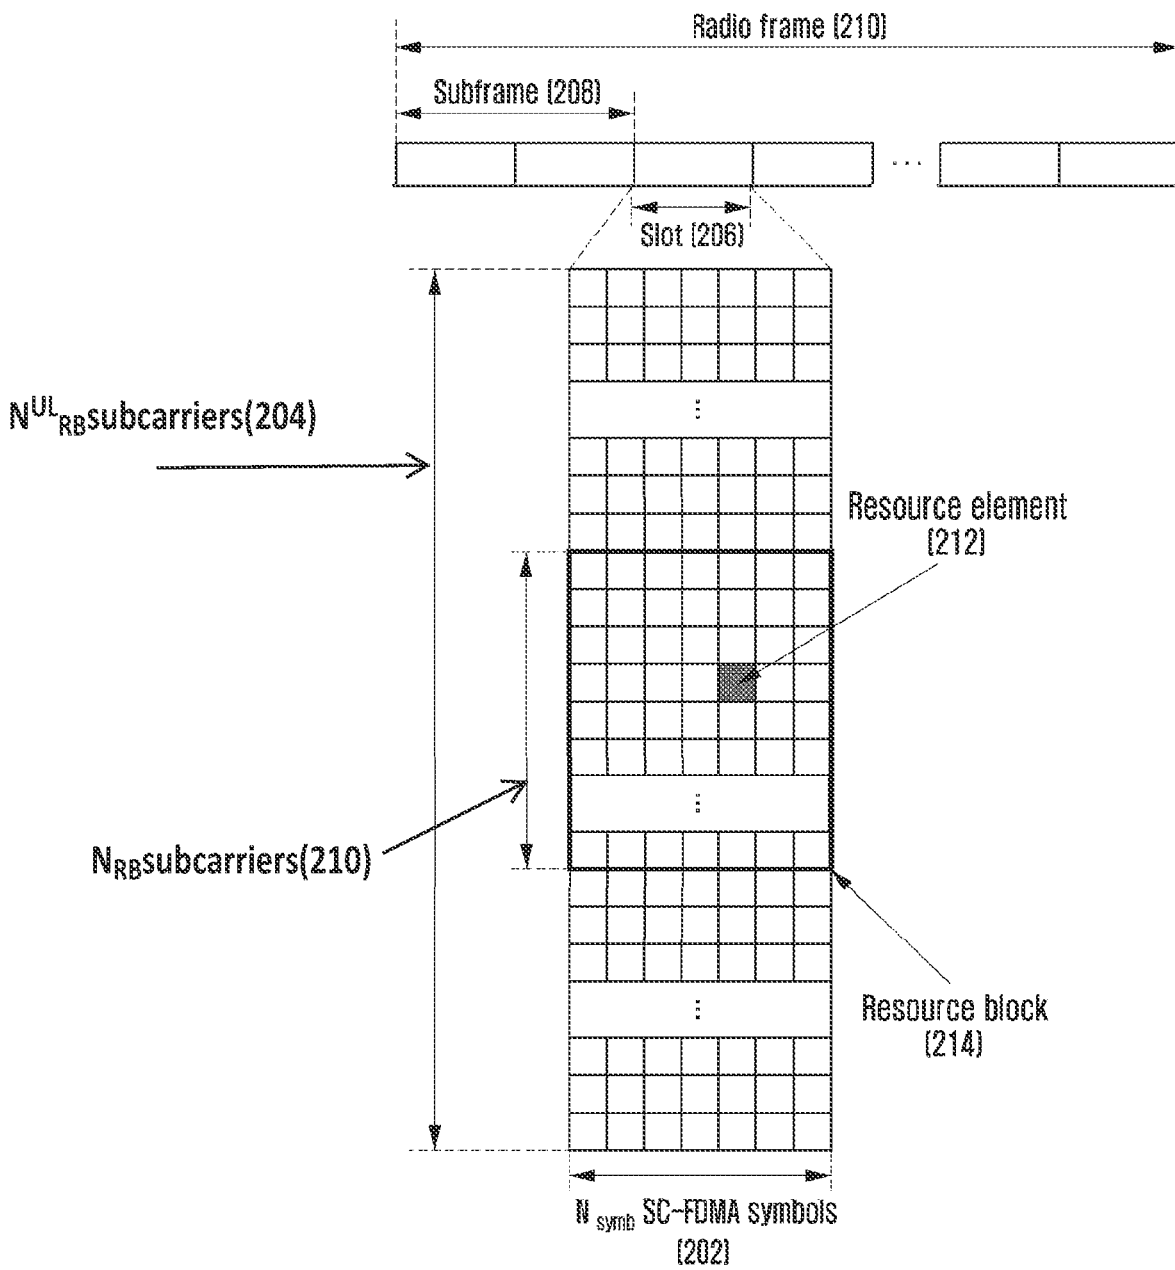 Radio frame (210)
Subframe (208)
...
Slot (206)
N^UL_RB subcarriers(204)
Resource element
(212)
N_RB subcarriers(210)
Resource block
(214)
N symb SC-FDMA symbols
(202)